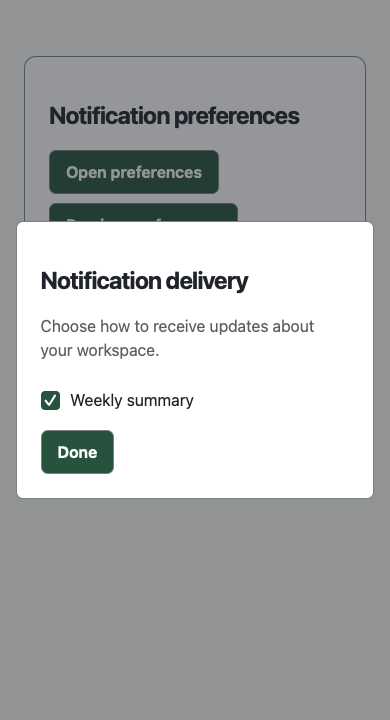 Notification preferences
Open preferences
Notification delivery
Choose how to receive updates about
your workspace.
Weekly summary
Done